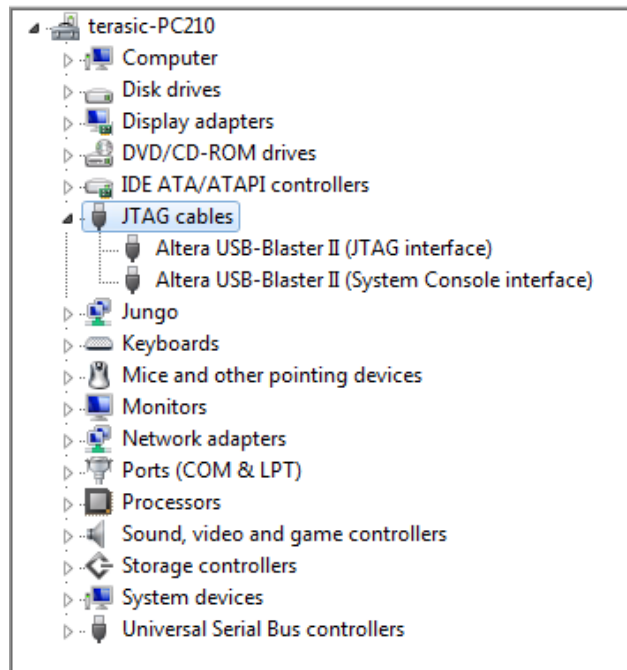 terasic-PC210
Computer
Disk drives
Display adapters
DVD/CD-ROM drives
IDE ATA/ATAPI controllers
JTAG cables
Altera USB-Blaster II (JTAG interface)
Altera USB-Blaster II (System Console interface)
Jungo
Keyboards
Mice and other pointing devices
Monitors
Network adapters
Ports (COM & LPT)
Processors
Sound, video and game controllers
Storage controllers
System devices
Universal Serial Bus controllers